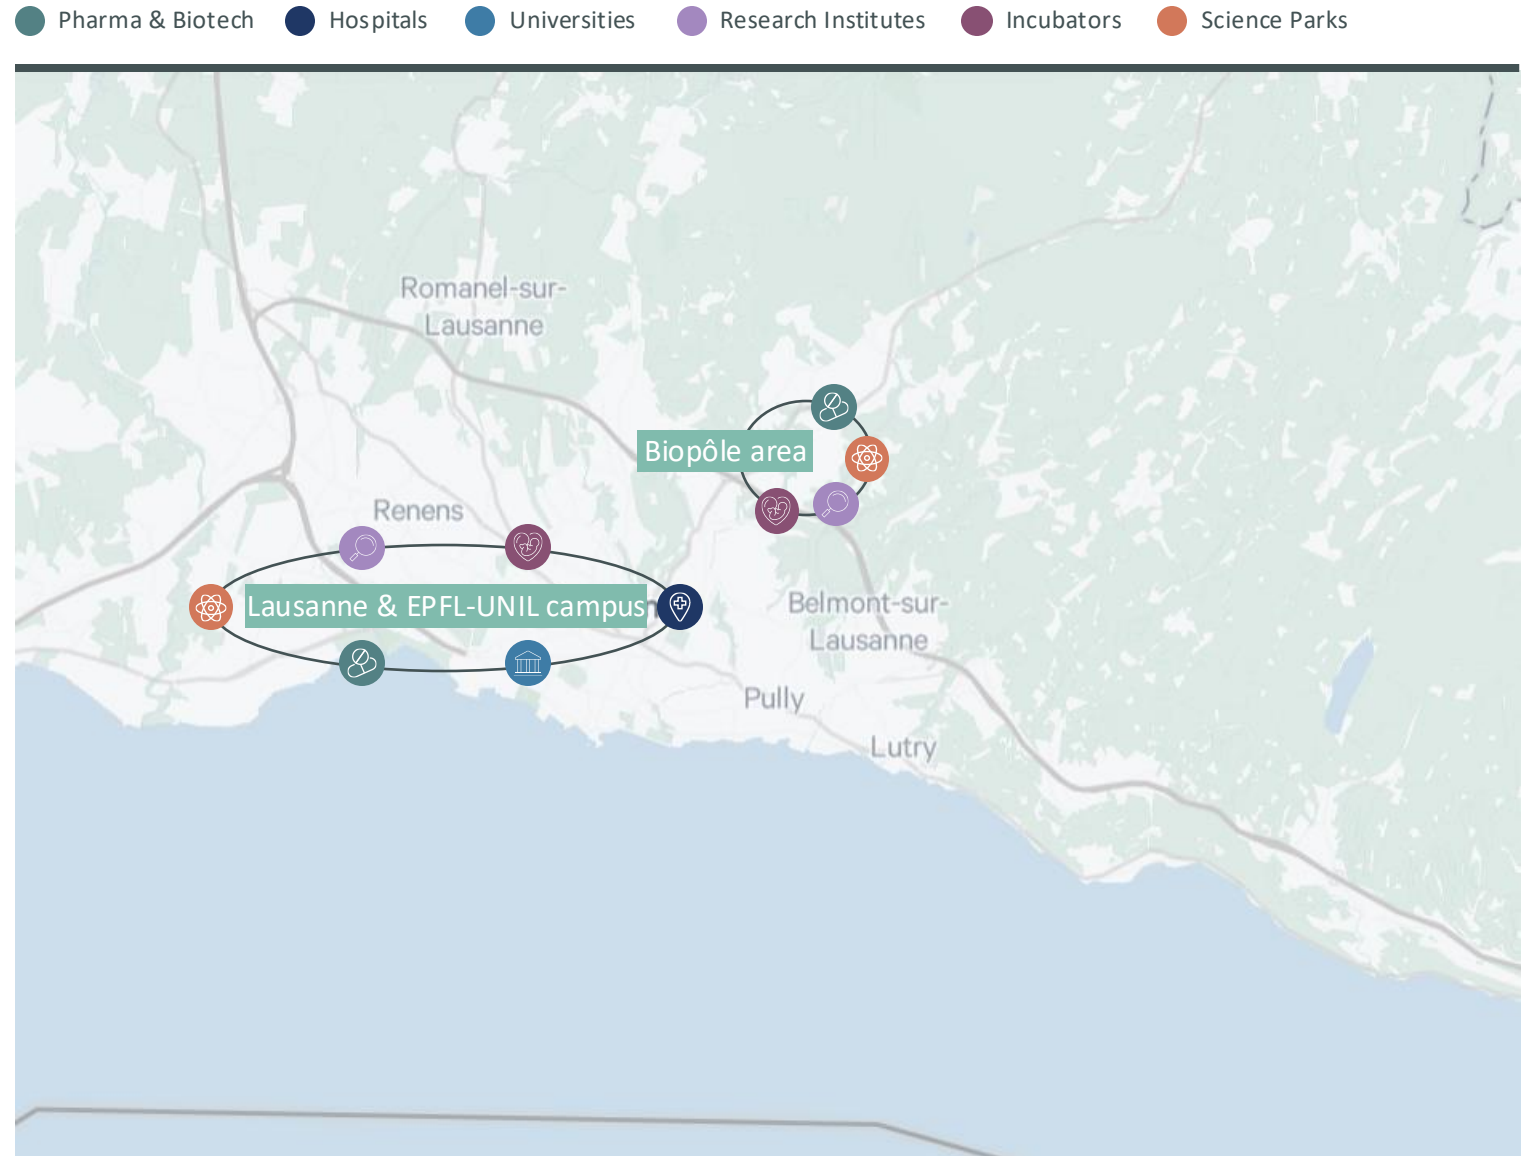 Pharma & Biotech
Hospitals
Universities
Research Institutes
Incubators
Science Parks
Romanel-sur-
Lausanne
Biopôle area
Renens
Lausanne & EPFL-UNIL campus
Belmont-sur-
Lausanne
Pully
Lutry